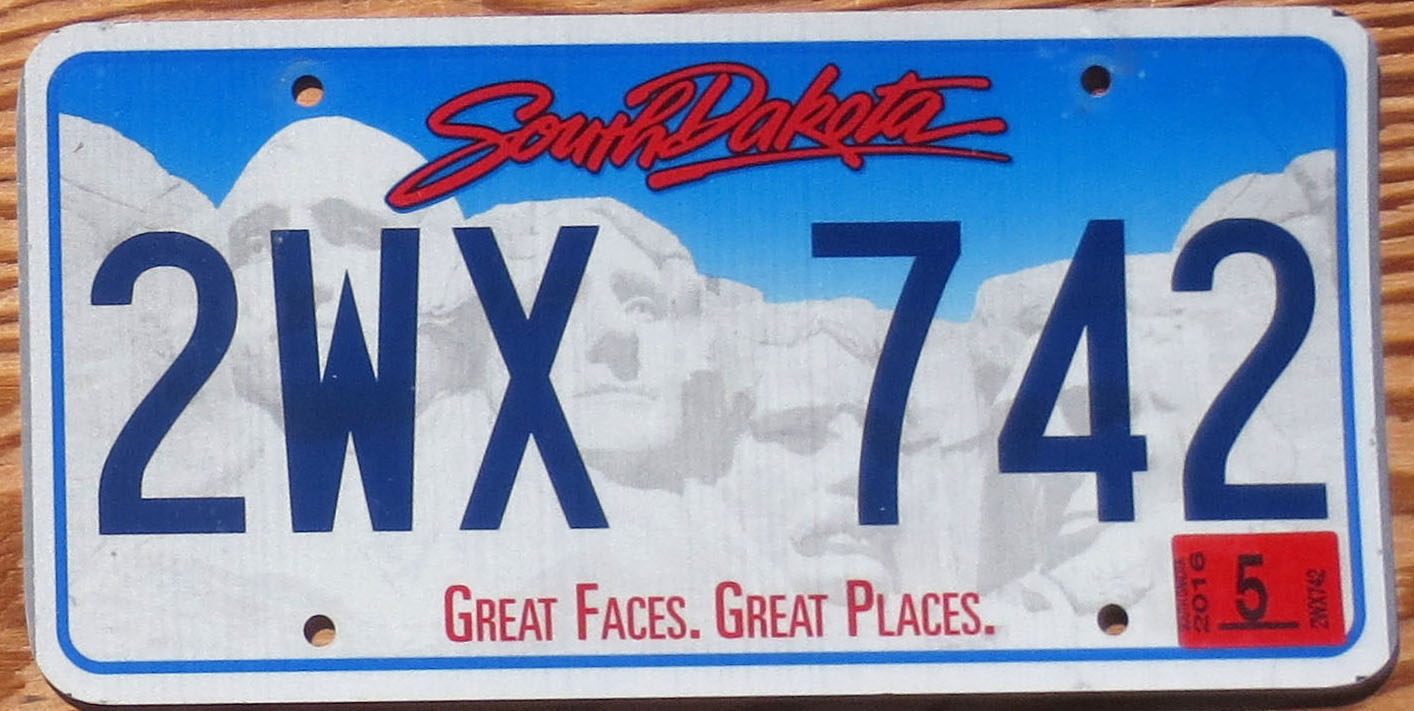 South Dakota
2WX 742
GREAT FACES. GREAT PLACES.
2016
5
2WX742